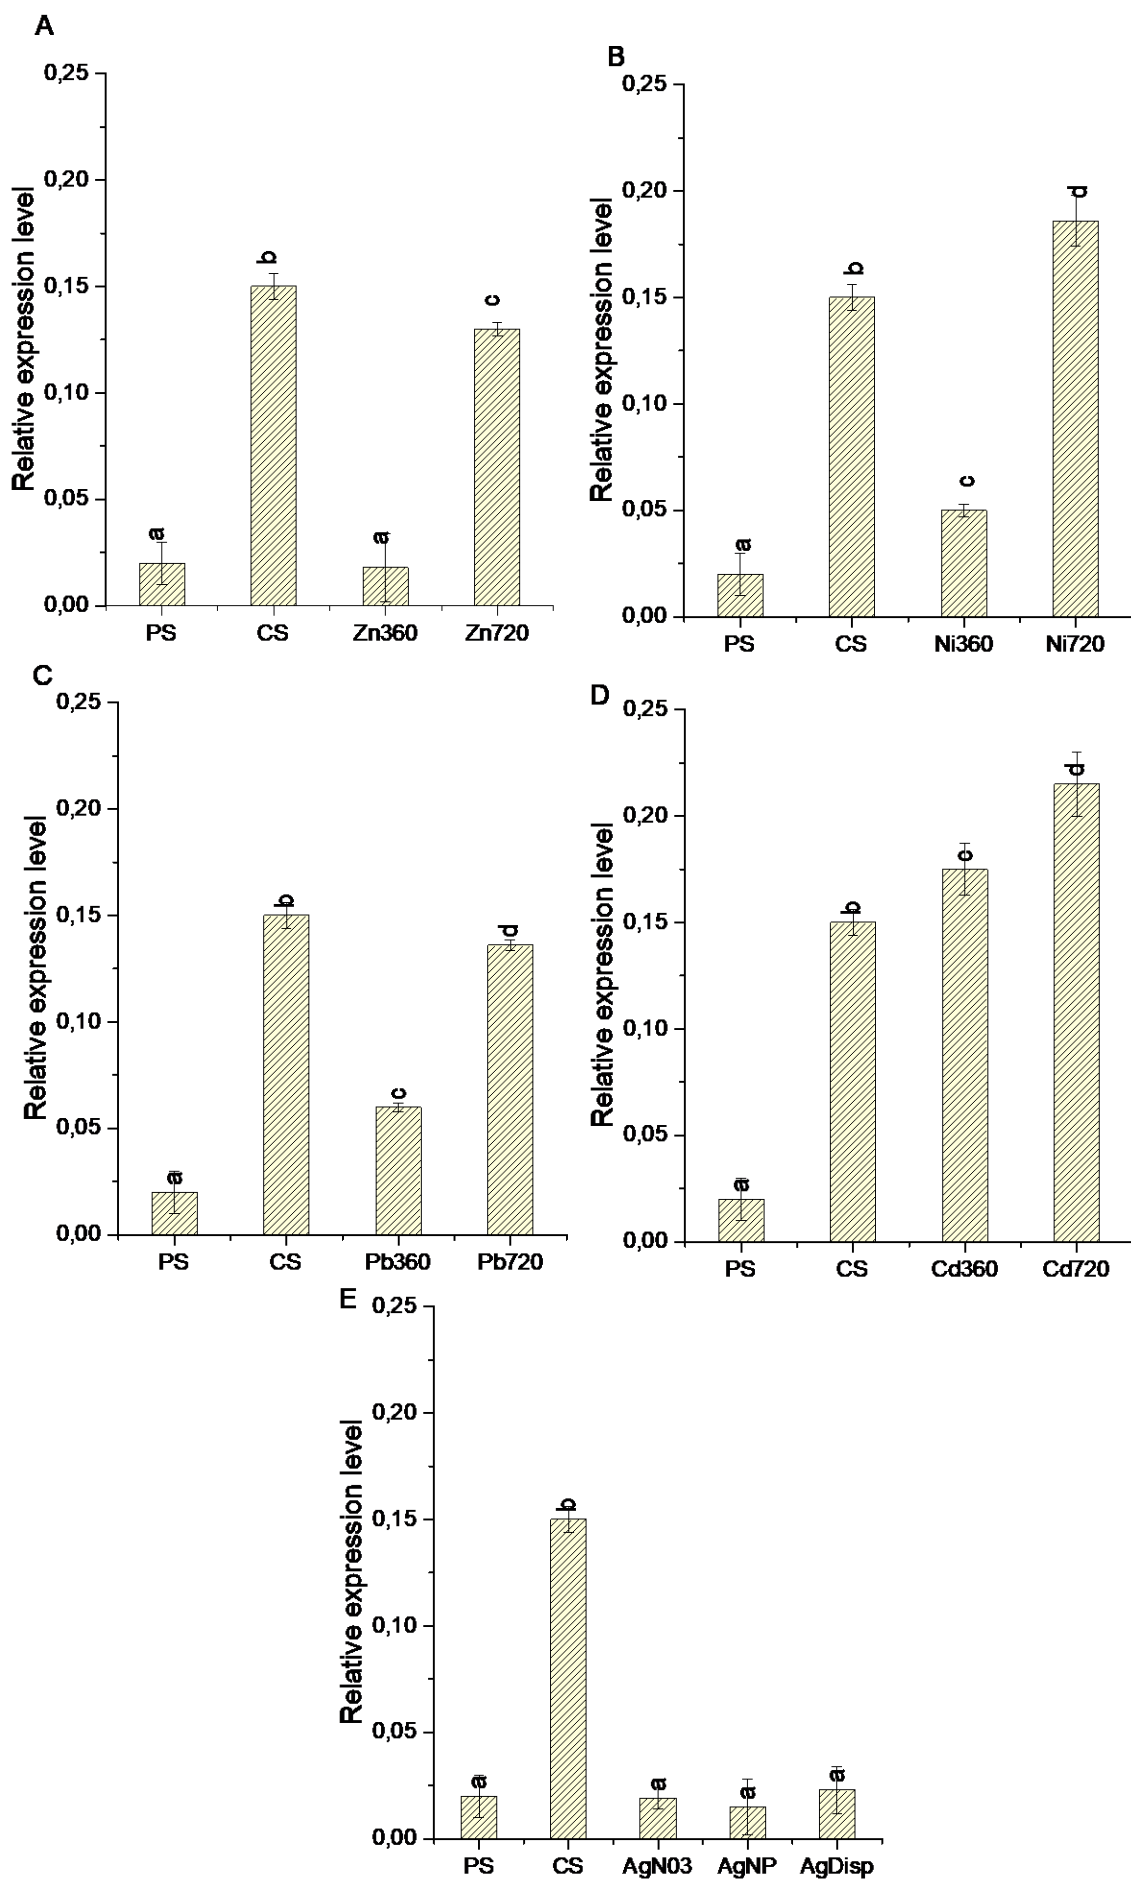 A
0,25
0,20
0,15
0,10
0,05
0,00
Relative expression level
a
b
a
c
PS CS Zn360 Zn720
B
0,25
0,20
0,15
0,10
0,05
0,00
Relative expression level
a
b
c
d
PS CS Ni360 Ni720
C
0,25
0,20
0,15
0,10
0,05
0,00
Relative expression level
a
b
c
d
PS CS Pb360 Pb720
D
0,25
0,20
0,15
0,10
0,05
0,00
Relative expression level
a
b
c
d
PS CS Cd360 Cd720
E
0,25
0,20
0,15
0,10
0,05
0,00
Relative expression level
a
b
a
a
a
PS CS AgN03 AgNP AgDisp